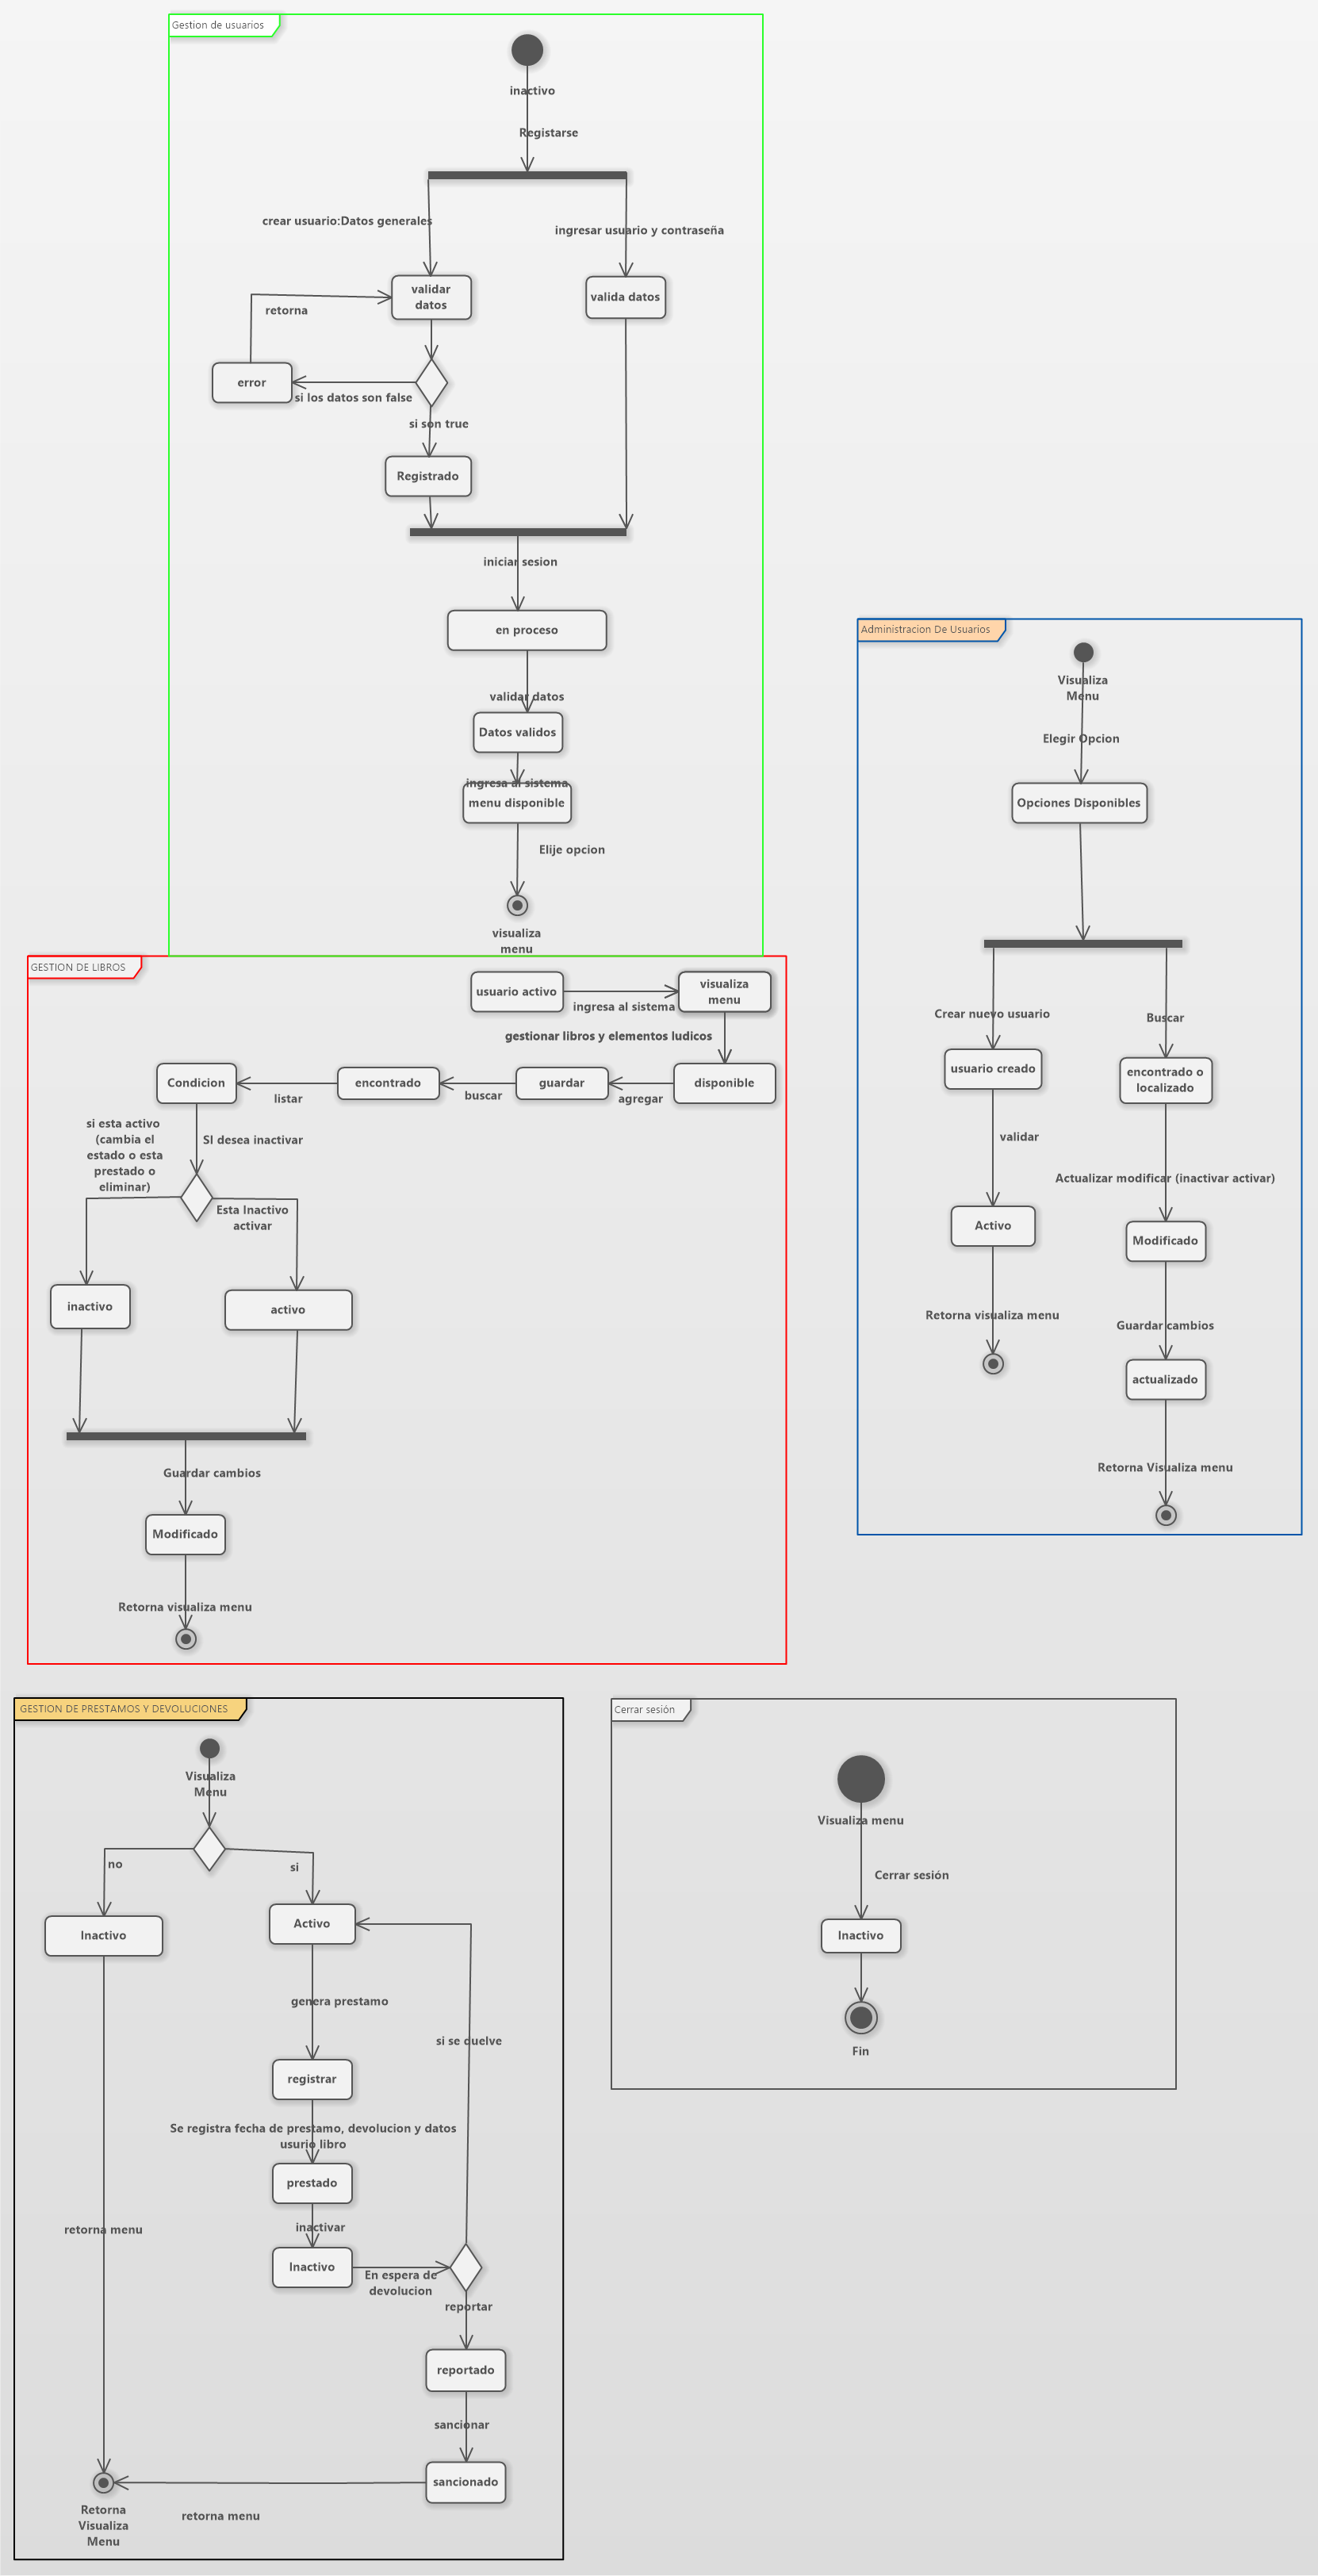 Gestion de usuarios
inactivo
Registarse
crear usuario:Datos generales
ingresar usuario y contraseña
validar
datos
valida datos
retorna
error
si los datos son false
si son true
Registrado
iniciar sesion
en proceso
validar datos
Datos validos
ingresa al sistema
menu disponible
Elije opcion
visualiza
menu
Administracion De Usuarios
Visualiza
Menu
Elegir Opcion
Opciones Disponibles
Crear nuevo usuario
Buscar
usuario creado
encontrado o
localizado
validar
Actualizar modificar (inactivar activar)
Activo
Modificado
Retorna visualiza menu
Guardar cambios
actualizado
Retorna Visualiza menu
GESTION DE LIBROS
usuario activo
ingresa al sistema
visualiza
menu
gestionar libros y elementos ludicos
disponible
agregar
guardar
buscar
encontrado
listar
Condicion
si esta activo
(cambia el
estado o esta
prestado o
eliminar)
SI desea inactivar
Esta Inactivo
activar
inactivo
activo
Guardar cambios
Modificado
Retorna visualiza menu
GESTION DE PRESTAMOS Y DEVOLUCIONES
Visualiza
Menu
no
si
Inactivo
Activo
genera prestamo
si se duelve
registrar
Se registra fecha de prestamo, devolucion y datos
usurio libro
prestado
inactivar
retorna menu
Inactivo
En espera de
devolucion
reportar
reportado
sancionar
sancionado
retorna menu
Retorna
Visualiza
Menu
Cerrar sesión
Visualiza menu
Cerrar sesión
Inactivo
Fin